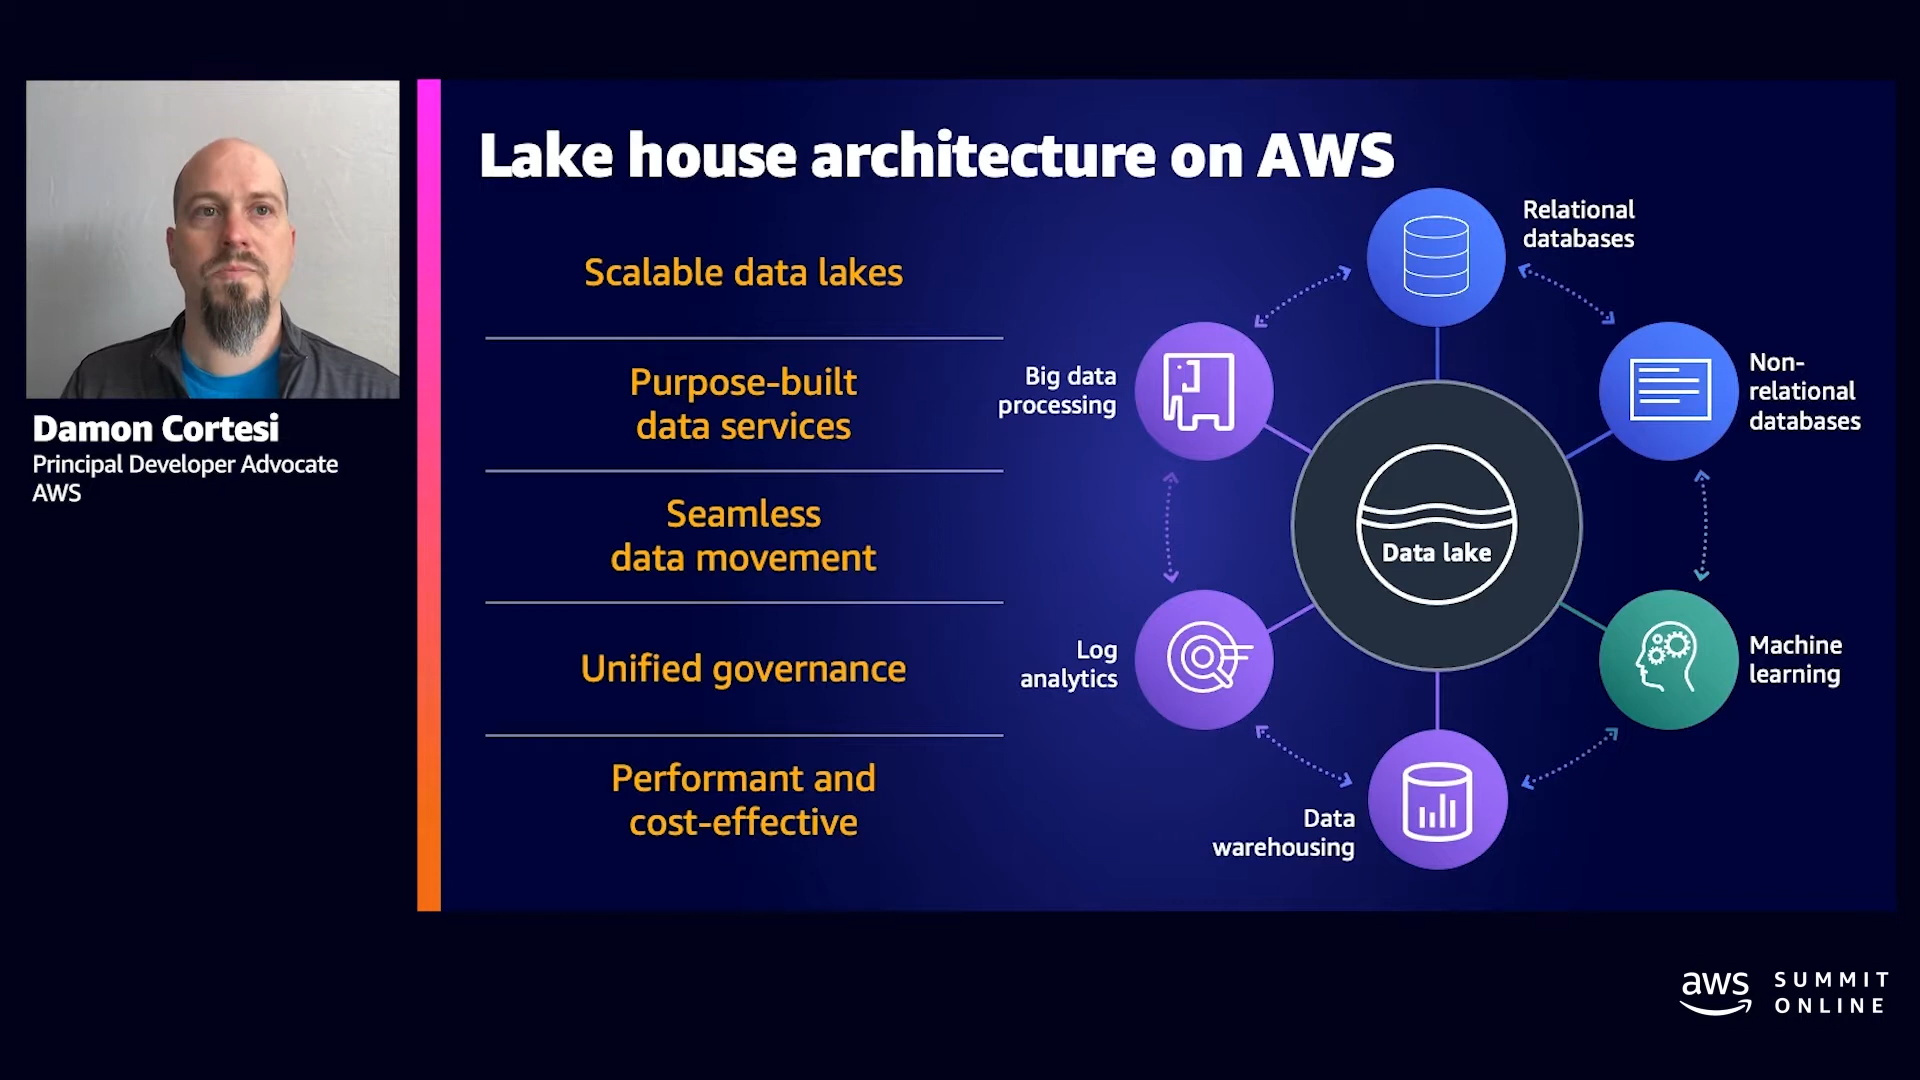 Damon Cortesi
Principal Developer Advocate
AWS
Lake house architecture on AWS
Scalable data lakes
Purpose-built
data services
Seamless
data movement
Unified governance
Performant and
cost-effective
Relational
databases
Non-
relational
databases
Big data
processing
Data lake
Log
analytics
Machine
learning
Data
warehousing
aws
SUMMIT
ONLINE